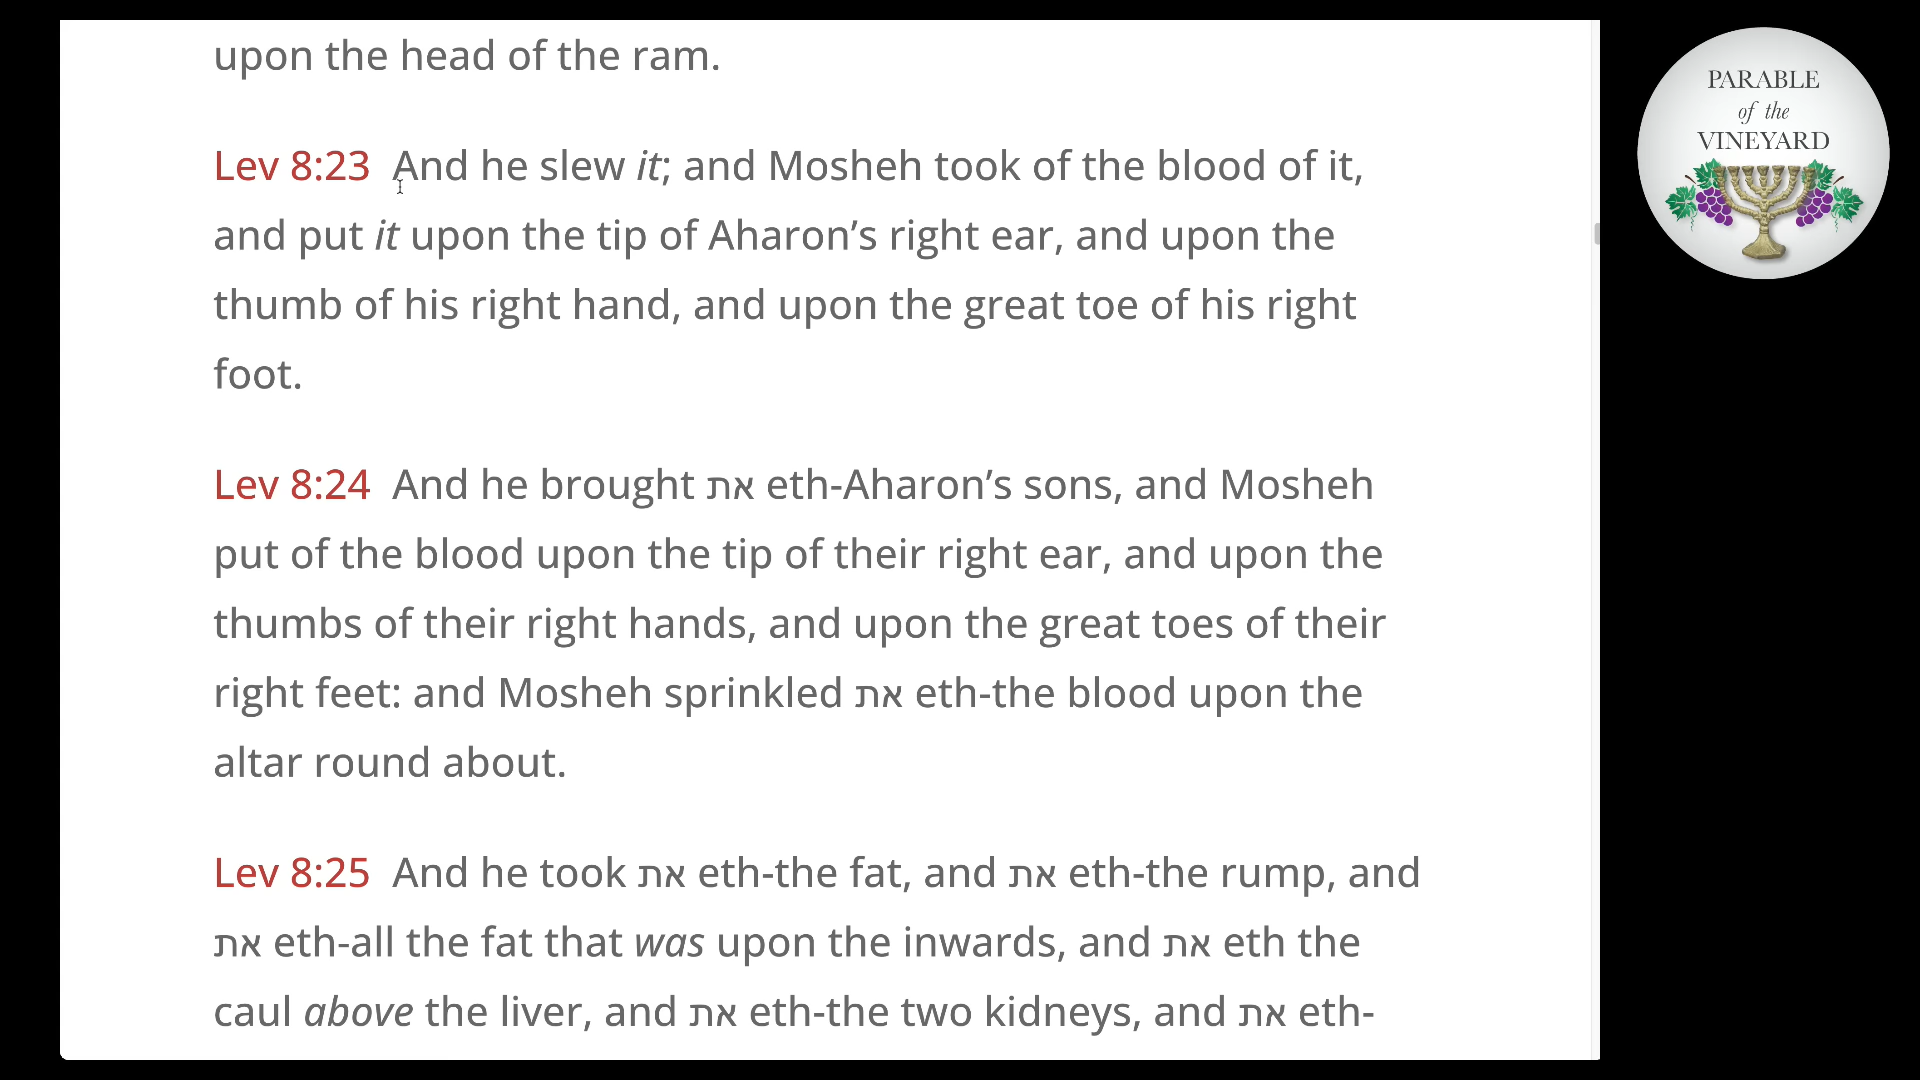 upon the head of the ram.
Lev 8:23 And he slew it; and Mosheh took of the blood of it,
and put it upon the tip of Aharon’s right ear, and upon the
thumb of his right hand, and upon the great toe of his right
foot.
Lev 8:24 And he brought את eth-Aharon’s sons, and Mosheh
put of the blood upon the tip of their right ear, and upon the
thumbs of their right hands, and upon the great toes of their
right feet: and Mosheh sprinkled את eth-the blood upon the
altar round about.
Lev 8:25 And he took את eth-the fat, and את eth-the rump, and
את eth-all the fat that was upon the inwards, and את eth the
caul above the liver, and את eth-the two kidneys, and את eth-
PARABLE
of the
VINEYARD